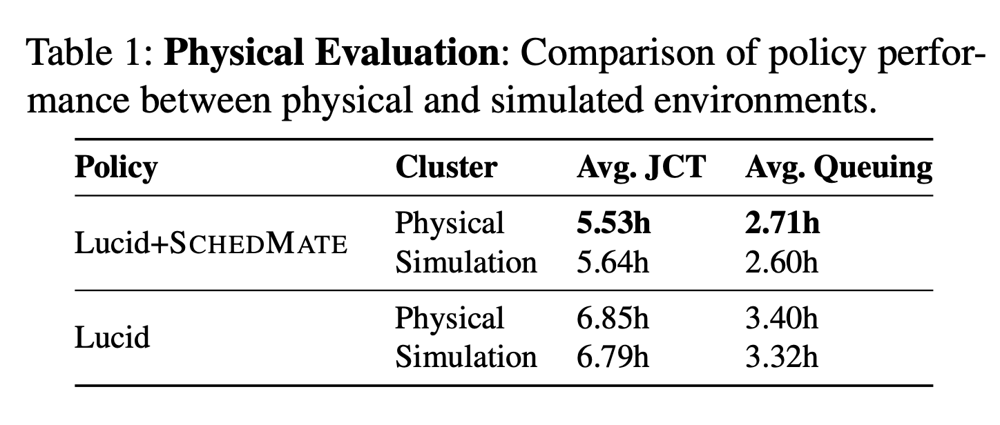 Table 1: Physical Evaluation: Comparison of policy perfor-
mance between physical and simulated environments.
Policy Cluster Avg. JCT Avg. Queuing
Lucid+SCHEDMATE
Physical 5.53h 2.71h
Simulation 5.64h 2.60h
Lucid
Physical 6.85h 3.40h
Simulation 6.79h 3.32h